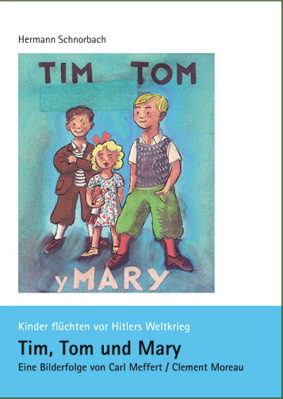 Hermann Schnorbach
TIM TOM
y MARY
Kinder flüchten vor Hitlers Weltkrieg
Tim, Tom und Mary
Eine Bilderfolge von Carl Meffert / Clement Moreau